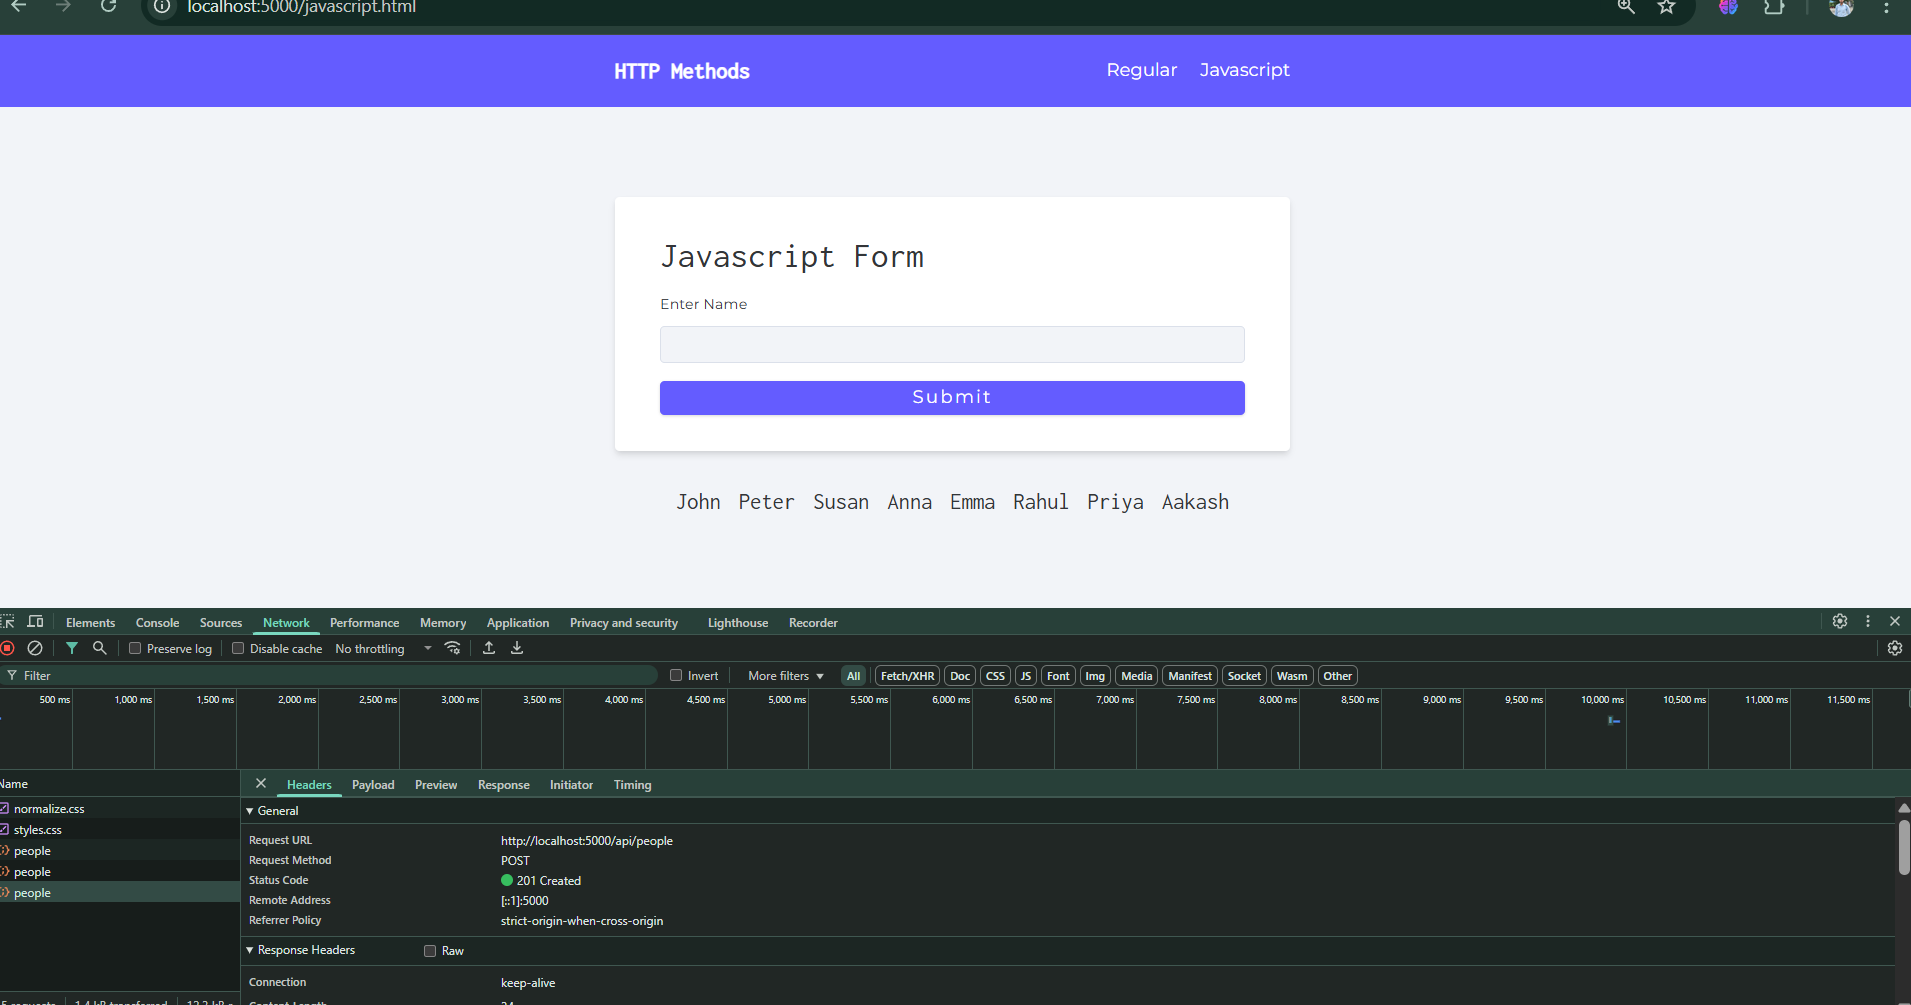 localhost:5000/javascript.html
HTTP Methods Regular Javascript
Javascript Form
Enter Name
Submit
John Peter Susan Anna Emma Rahul Priya Aakash
Elements Console Sources Network Performance Memory Application Privacy and security Lighthouse Recorder
Preserve log Disable cache No throttling
Filter Invert More filters All Fetch/XHR Doc CSS JS Font Img Media Manifest Socket Wasm Other
500 ms 1,000 ms 1,500 ms 2,000 ms 2,500 ms 3,000 ms 3,500 ms 4,000 ms 4,500 ms 5,000 ms 5,500 ms 6,000 ms 6,500 ms 7,000 ms 7,500 ms 8,000 ms 8,500 ms 9,000 ms 9,500 ms 10,000 ms 10,500 ms 11,000 ms 11,500 ms
Name
normalize.css
styles.css
people
people
people
Headers Payload Preview Response Initiator Timing
General
Request URL http://localhost:5000/api/people
Request Method POST
Status Code 201 Created
Remote Address [::1]:5000
Referrer Policy strict-origin-when-cross-origin
Response Headers Raw
Connection keep-alive